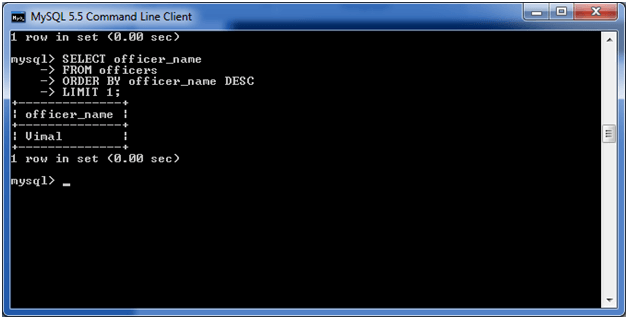 MySQL 5.5 Command Line Client
1 row in set (0.00 sec)
mysql> SELECT officer_name
    -> FROM officers
    -> ORDER BY officer_name DESC
    -> LIMIT 1;
+--------------+
| officer_name |
+--------------+
| Vimal        |
+--------------+
1 row in set (0.00 sec)
mysql> _